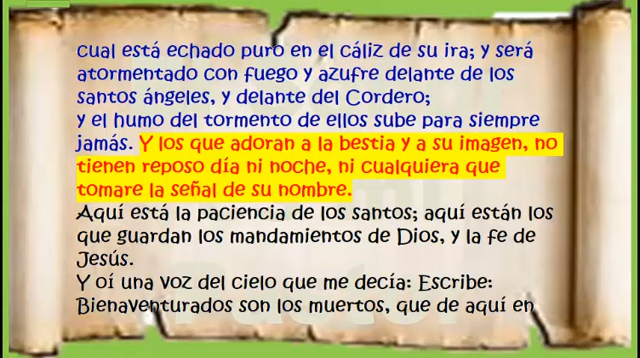 cual está echado puro en el cáliz de su ira; y será
atormentado con fuego y azufre delante de los
santos ángeles, y delante del Cordero;
y el humo del tormento de ellos sube para siempre
jamás. Y los que adoran a la bestia y a su imagen, no
tienen reposo día ni noche, ni cualquiera que
tomare la señal de su nombre.
Aquí está la paciencia de los santos; aquí están los
que guardan los mandamientos de Dios, y la fe de
Jesús.
Y oí una voz del cielo que me decía: Escribe:
Bienaventurados son los muertos, que de aquí en